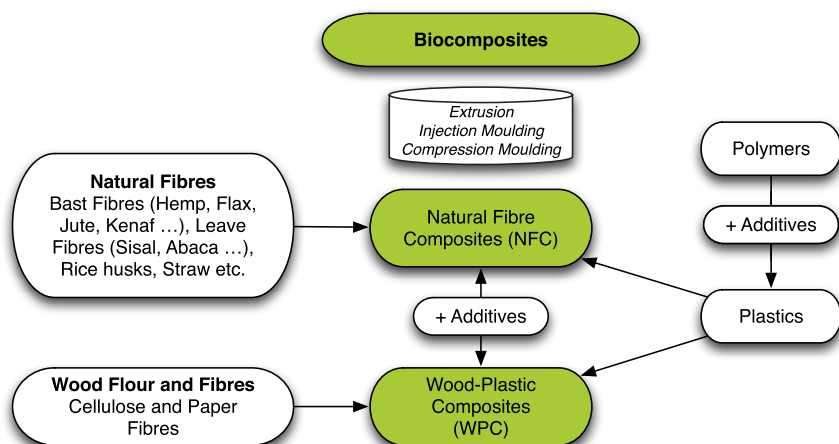 Biocomposites
Extrusion
Injection Moulding
Compression Moulding
Polymers
+ Additives
Plastics
Natural Fibres
Bast Fibres (Hemp, Flax,
Jute, Kenaf ...), Leave
Fibres (Sisal, Abaca ...),
Rice husks, Straw etc.
Natural Fibre
Composites (NFC)
+ Additives
Wood Flour and Fibres
Cellulose and Paper
Fibres
Wood-Plastic
Composites
(WPC)